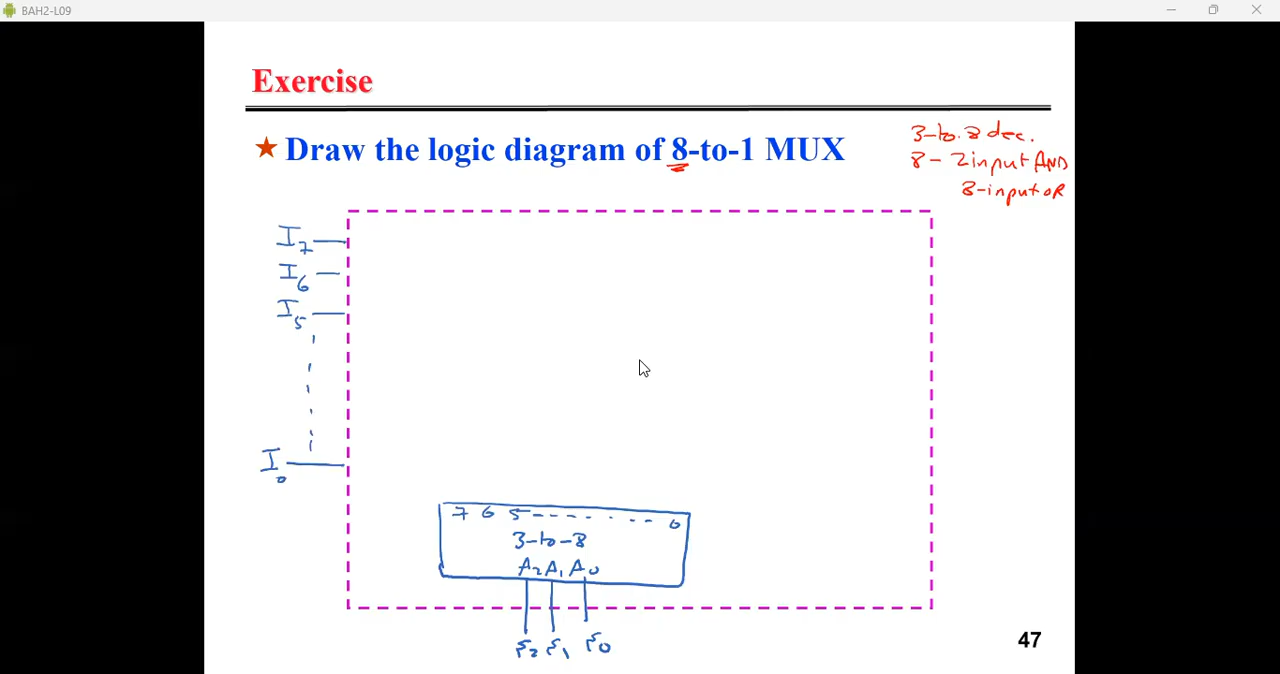 BAH2-L09
Exercise
★ Draw the logic diagram of 8-to-1 MUX
3-to-8 dec.
8 - 2 input AND
8-input OR
I7
I6
I5
I0
7 6 5 - - - - - . . - - 0
3-to-8
A2 A1 A0
S2 S1 S0
47